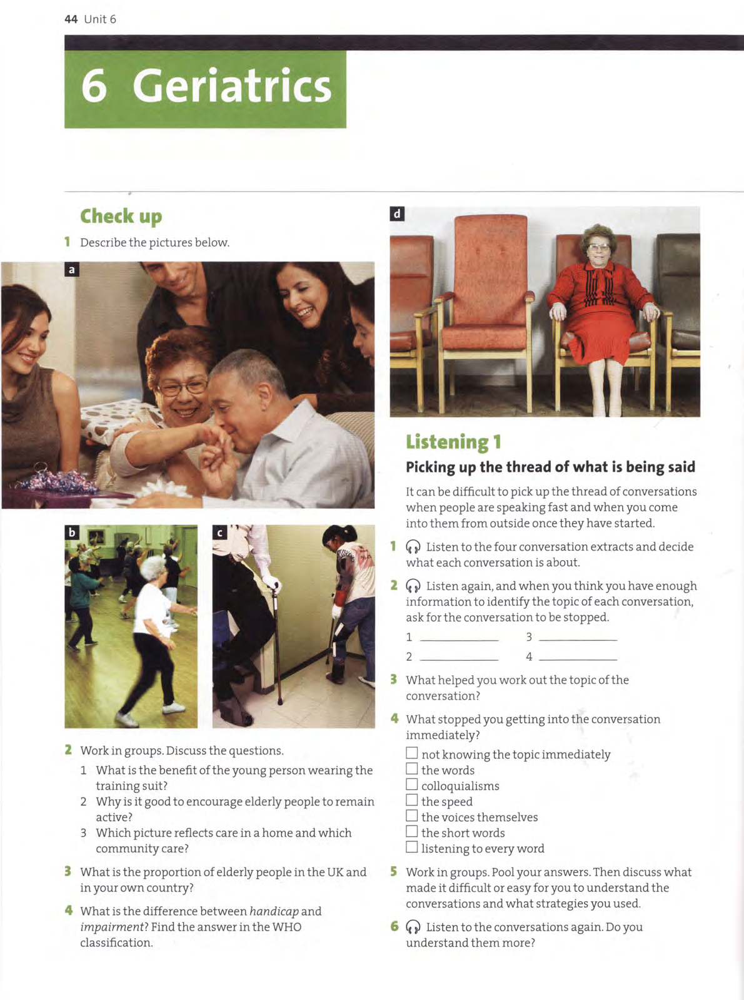 44 Unit 6
6 Geriatrics
Check up
1 Describe the pictures below.
a
b
c
2 Work in groups. Discuss the questions.
1 What is the benefit of the young person wearing the
training suit?
2 Why is it good to encourage elderly people to remain
active?
3 Which picture reflects care in a home and which
community care?
3 What is the proportion of elderly people in the UK and
in your own country?
4 What is the difference between handicap and
impairment? Find the answer in the WHO
classification.
d
Listening 1
Picking up the thread of what is being said
It can be difficult to pick up the thread of conversations
when people are speaking fast and when you come
into them from outside once they have started.
1 Listen to the four conversation extracts and decide
what each conversation is about.
2 Listen again, and when you think you have enough
information to identify the topic of each conversation,
ask for the conversation to be stopped.
1 ____________ 3 ____________
2 ____________ 4 ____________
3 What helped you work out the topic of the
conversation?
4 What stopped you getting into the conversation
immediately?
☐ not knowing the topic immediately
☐ the words
☐ colloquialisms
☐ the speed
☐ the voices themselves
☐ the short words
☐ listening to every word
5 Work in groups. Pool your answers. Then discuss what
made it difficult or easy for you to understand the
conversations and what strategies you used.
6 Listen to the conversations again. Do you
understand them more?